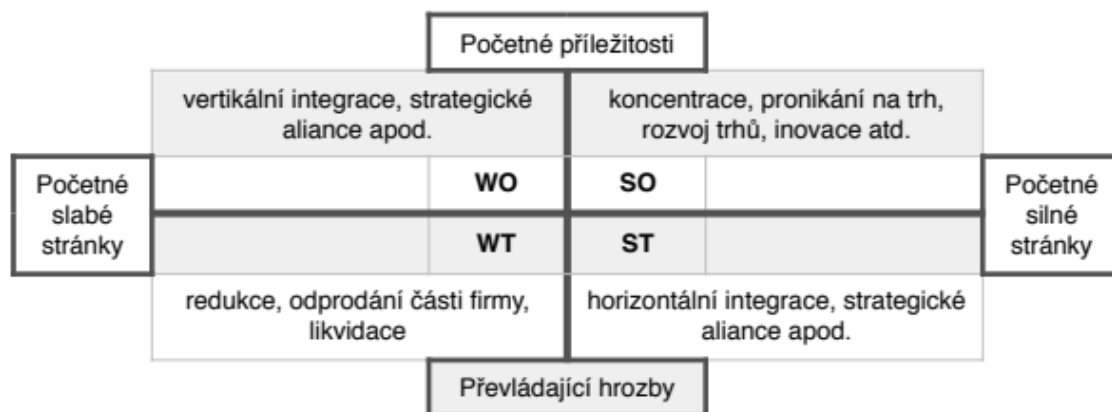 Početné příležitosti
vertikální integrace, strategické
aliance apod.
koncentrace, pronikání na trh,
rozvoj trhů, inovace atd.
Početné
slabé
stránky
WO
SO
Početné
silné
stránky
WT
ST
redukce, odprodání části firmy,
likvidace
horizontální integrace, strategické
aliance apod.
Převládající hrozby